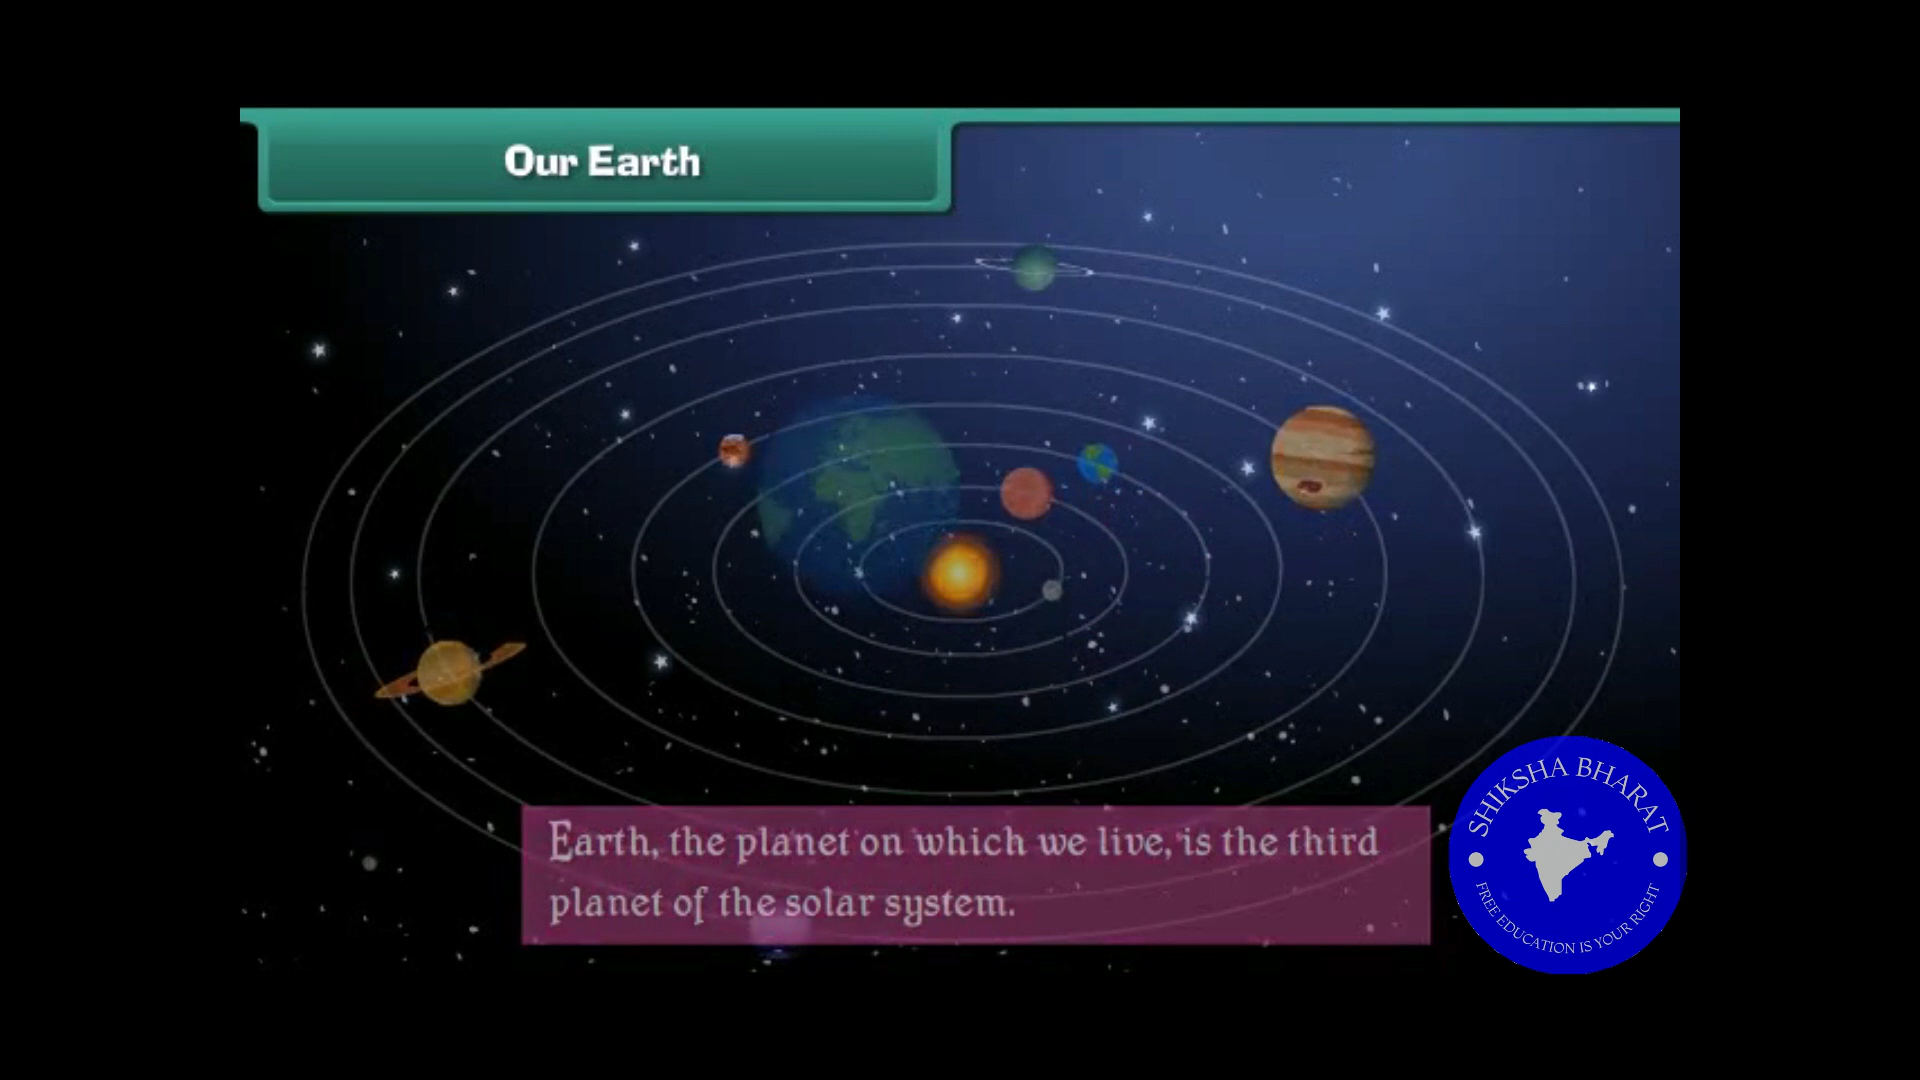 Our Earth
Earth, the planet on which we live, is the third
planet of the solar system.
SHIKSHA BHARAT
FREE EDUCATION IS YOUR RIGHT